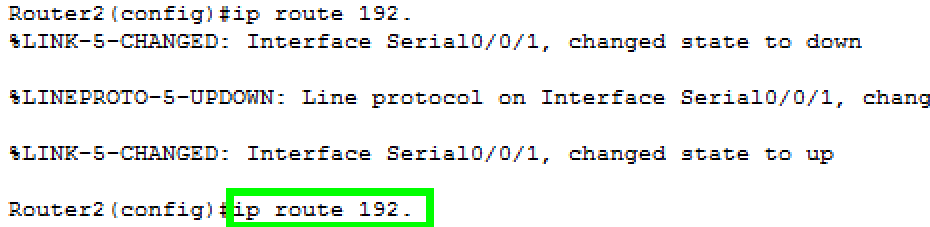 Router2(config)#ip route 192.
%LINK-5-CHANGED: Interface Serial0/0/1, changed state to down
%LINEPROTO-5-UPDOWN: Line protocol on Interface Serial0/0/1, chang
%LINK-5-CHANGED: Interface Serial0/0/1, changed state to up
Router2(config)#ip route 192.